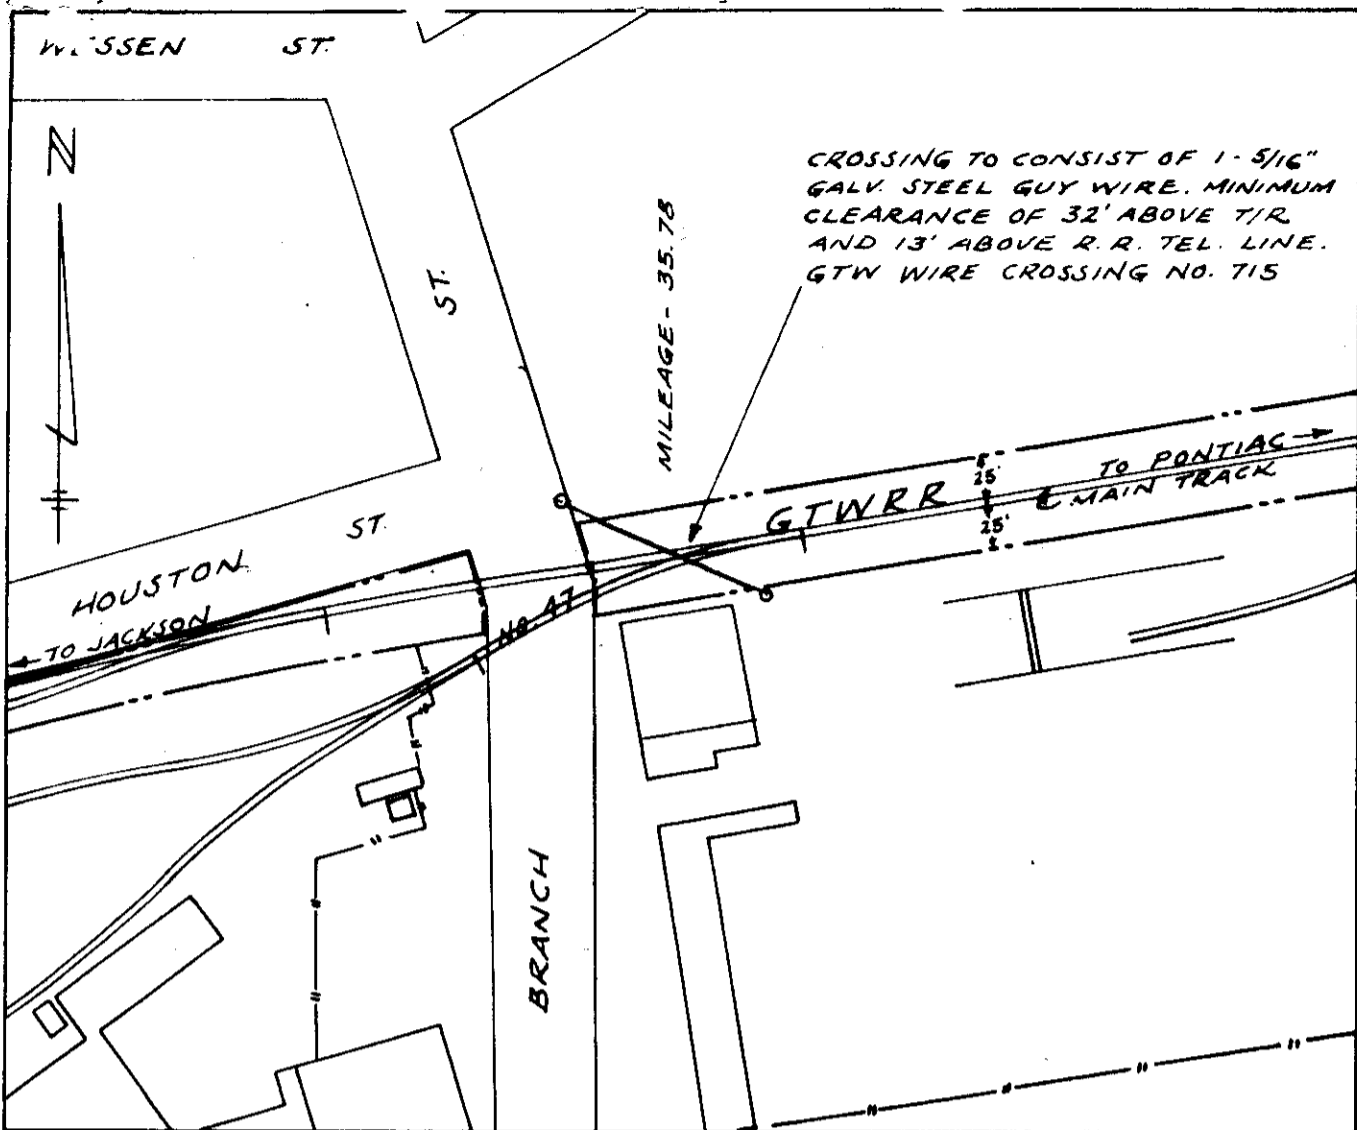 ST.
N
CROSSING TO CONSIST OF 1-5/16"
GALV. STEEL GUY WIRE. MINIMUM
CLEARANCE OF 32' ABOVE T/R
AND 13' ABOVE R.R. TEL. LINE.
GTW WIRE CROSSING NO. 715
MILEAGE - 35.78
ST.
TO PONTIAC
MAIN TRACK
25'
25'
GTWRR
HOUSTON ST.
TO JACKSON
NO. A7
BRANCH